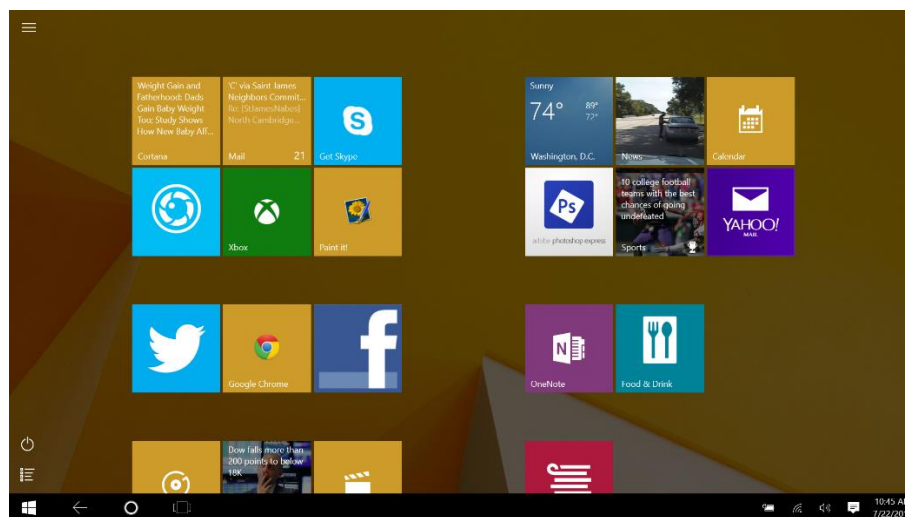 Weight Gain and
Fatherhood: Dads
Gain Baby Weight
Too; Study Shows
How New Baby Aff...
Cortana
'C' via Saint James
Neighbors Commit...
Re: [StJamesNabes]
North Cambridge...
Mail 21
Get Skype
Xbox
Paint it!
Sunny
74° 89°
72°
Washington, D.C.
News
Calendar
Ps
adobe photoshop express
10 college football
teams with the best
chances of going
undefeated
Sports
YAHOO!
MAIL
Google Chrome
f
N
OneNote
Food & Drink
Dow falls more than
200 points to below
18K
10:45 A
7/22/20